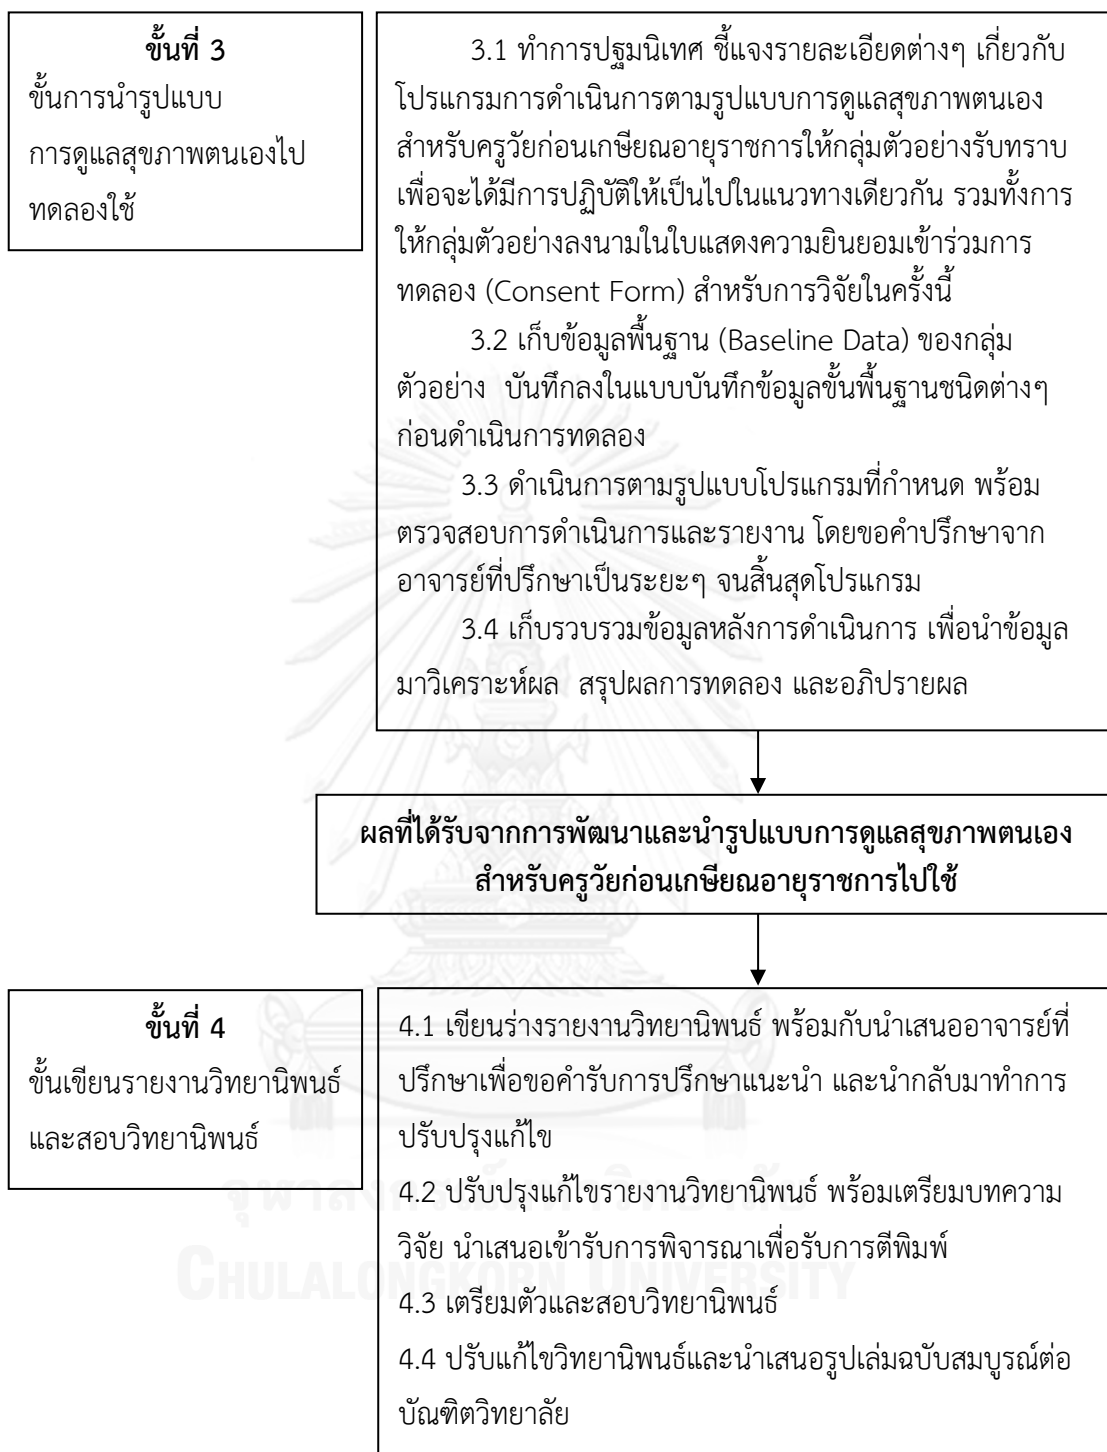 ขั้นที่ 3
ขั้นการนำรูปแบบ
การดูแลสุขภาพตนเองไป
ทดลองใช้
3.1 ทำการปฐมนิเทศ ชี้แจงรายละเอียดต่างๆ เกี่ยวกับ
โปรแกรมการดำเนินการตามรูปแบบการดูแลสุขภาพตนเอง
สำหรับครูวัยก่อนเกษียณอายุราชการให้กลุ่มตัวอย่างรับทราบ
เพื่อจะได้มีการปฏิบัติให้เป็นไปในแนวทางเดียวกัน รวมทั้งการ
ให้กลุ่มตัวอย่างลงนามในใบแสดงความยินยอมเข้าร่วมการ
ทดลอง (Consent Form) สำหรับการวิจัยในครั้งนี้
3.2 เก็บข้อมูลพื้นฐาน (Baseline Data) ของกลุ่ม
ตัวอย่าง บันทึกลงในแบบบันทึกข้อมูลขั้นพื้นฐานชนิดต่างๆ
ก่อนดำเนินการทดลอง
3.3 ดำเนินการตามรูปแบบโปรแกรมที่กำหนด พร้อม
ตรวจสอบการดำเนินการและรายงาน โดยขอคำปรึกษาจาก
อาจารย์ที่ปรึกษาเป็นระยะๆ จนสิ้นสุดโปรแกรม
3.4 เก็บรวบรวมข้อมูลหลังการดำเนินการ เพื่อนำข้อมูล
มาวิเคราะห์ผล สรุปผลการทดลอง และอภิปรายผล
ผลที่ได้รับจากการพัฒนาและนำรูปแบบการดูแลสุขภาพตนเอง
สำหรับครูวัยก่อนเกษียณอายุราชการไปใช้
ขั้นที่ 4
ขั้นเขียนรายงานวิทยานิพนธ์
และสอบวิทยานิพนธ์
4.1 เขียนร่างรายงานวิทยานิพนธ์ พร้อมกับนำเสนออาจารย์ที่
ปรึกษาเพื่อขอคำรับการปรึกษาแนะนำ และนำกลับมาทำการ
ปรับปรุงแก้ไข
4.2 ปรับปรุงแก้ไขรายงานวิทยานิพนธ์ พร้อมเตรียมบทความ
วิจัย นำเสนอเข้ารับการพิจารณาเพื่อรับการตีพิมพ์
4.3 เตรียมตัวและสอบวิทยานิพนธ์
4.4 ปรับแก้ไขวิทยานิพนธ์และนำเสนอรูปเล่มฉบับสมบูรณ์ต่อ
บัณฑิตวิทยาลัย
จุฬาลงกรณ์มหาวิทยาลัย
CHULALONGKORN UNIVERSITY